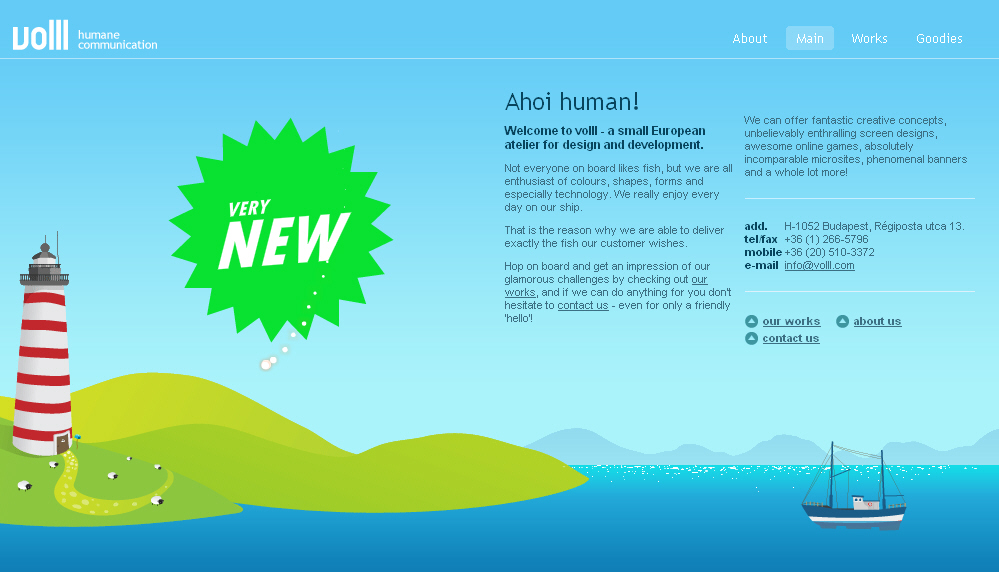 volll humane
communication
About Main Works Goodies
VERY
NEW
Ahoi human!
Welcome to volll - a small European
atelier for design and development.
Not everyone on board likes fish, but we are all
enthusiast of colours, shapes, forms and
especially technology. We really enjoy every
day on our ship.
That is the reason why we are able to deliver
exactly the fish our customer wishes.
Hop on board and get an impression of our
glamorous challenges by checking out our
works, and if we can do anything for you don't
hesitate to contact us - even for only a friendly
'hello'!
We can offer fantastic creative concepts,
unbelievably enthralling screen designs,
awesome online games, absolutely
incomparable microsites, phenomenal banners
and a whole lot more!
add. H-1052 Budapest, Régiposta utca 13.
tel/fax +36 (1) 266-5796
mobile +36 (20) 510-3372
e-mail info@volll.com
our works about us
contact us